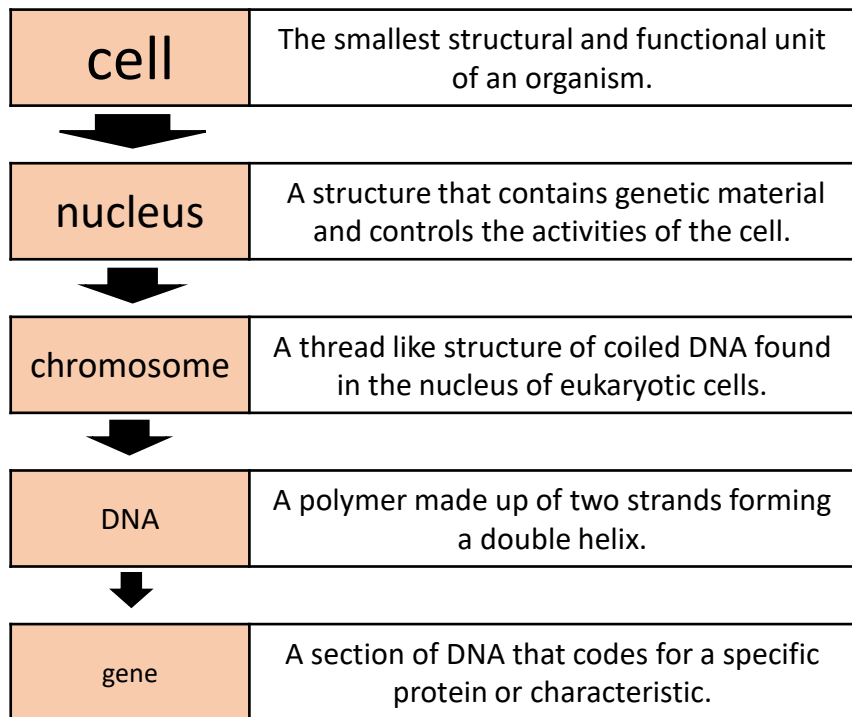 cell
The smallest structural and functional unit
of an organism.
nucleus
A structure that contains genetic material
and controls the activities of the cell.
chromosome
A thread like structure of coiled DNA found
in the nucleus of eukaryotic cells.
DNA
A polymer made up of two strands forming
a double helix.
gene
A section of DNA that codes for a specific
protein or characteristic.